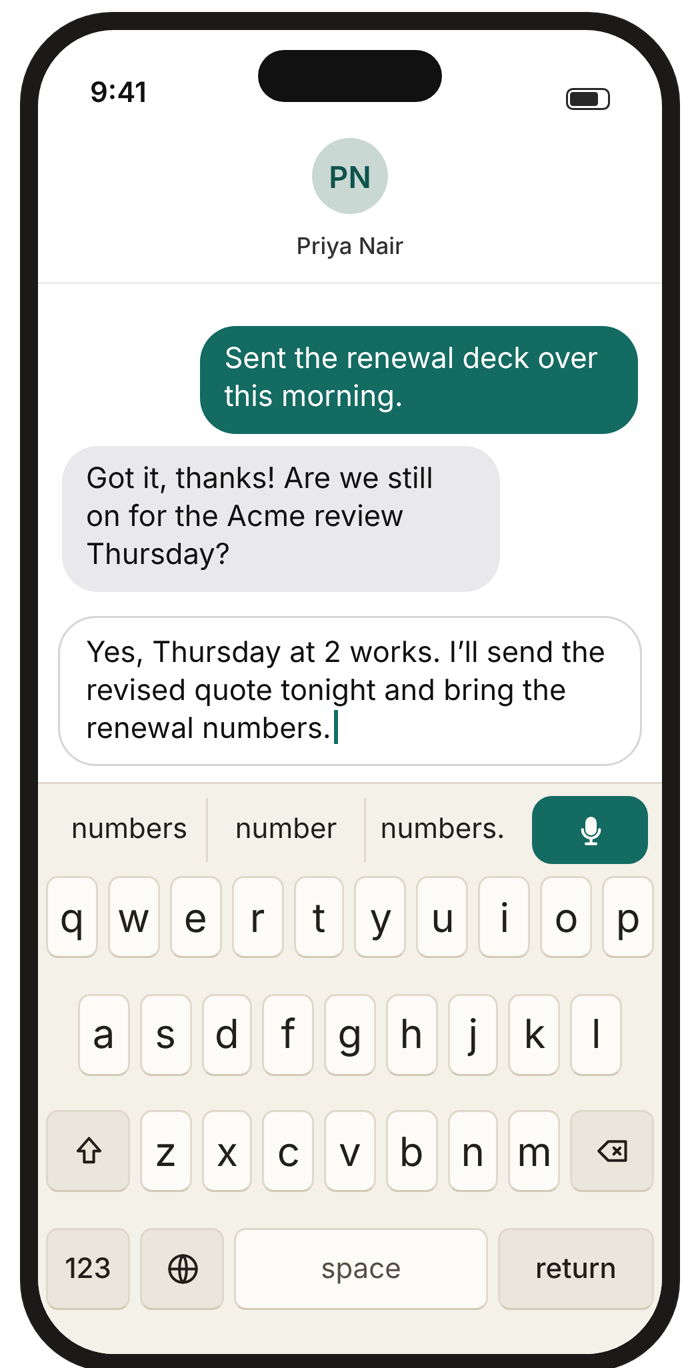 9:41
PN
Priya Nair
Sent the renewal deck over
this morning.
Got it, thanks! Are we still
on for the Acme review
Thursday?
Yes, Thursday at 2 works. I’ll send the
revised quote tonight and bring the
renewal numbers.
numbers number numbers.
q w e r t y u i o p
a s d f g h j k l
z x c v b n m
123 space return